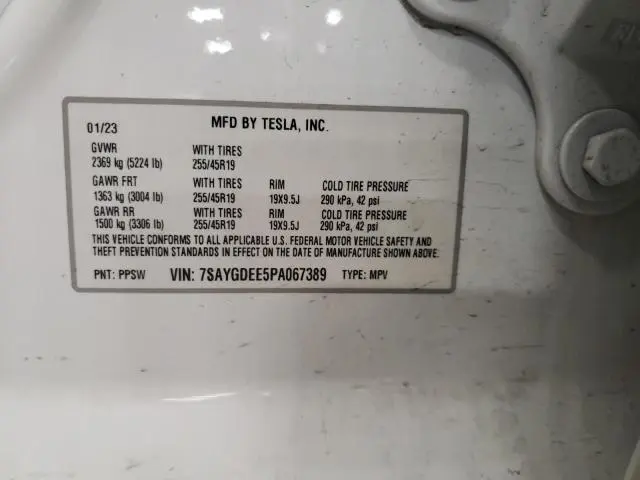 01/23 MFD BY TESLA, INC.
GVWR WITH TIRES
2369 kg (5224 lb) 255/45R19
GAWR FRT WITH TIRES RIM COLD TIRE PRESSURE
1363 kg (3004 lb) 255/45R19 19X9.5J 290 kPa, 42 psi
GAWR RR WITH TIRES RIM COLD TIRE PRESSURE
1500 kg (3306 lb) 255/45R19 19X9.5J 290 kPa, 42 psi
THIS VEHICLE CONFORMS TO ALL APPLICABLE U.S. FEDERAL MOTOR VEHICLE SAFETY AND
THEFT PREVENTION STANDARDS IN EFFECT ON THE DATE OF MANUFACTURE SHOWN ABOVE.
PNT: PPSW VIN: 7SAYGDEE5PA067389 TYPE: MPV